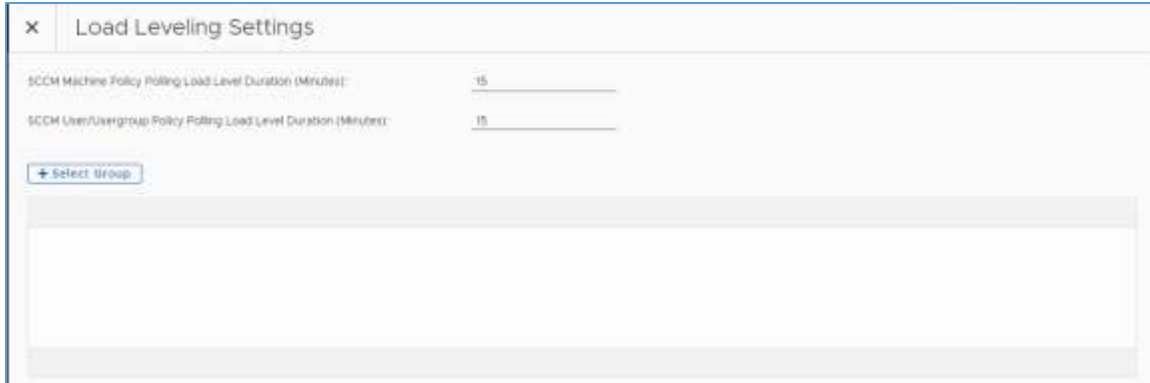 × Load Leveling Settings
SCCM Machine Policy Polling Load Level Duration (Minutes): 15
SCCM User/Usergroup Policy Polling Load Level Duration (Minutes): 15
+ Select Group